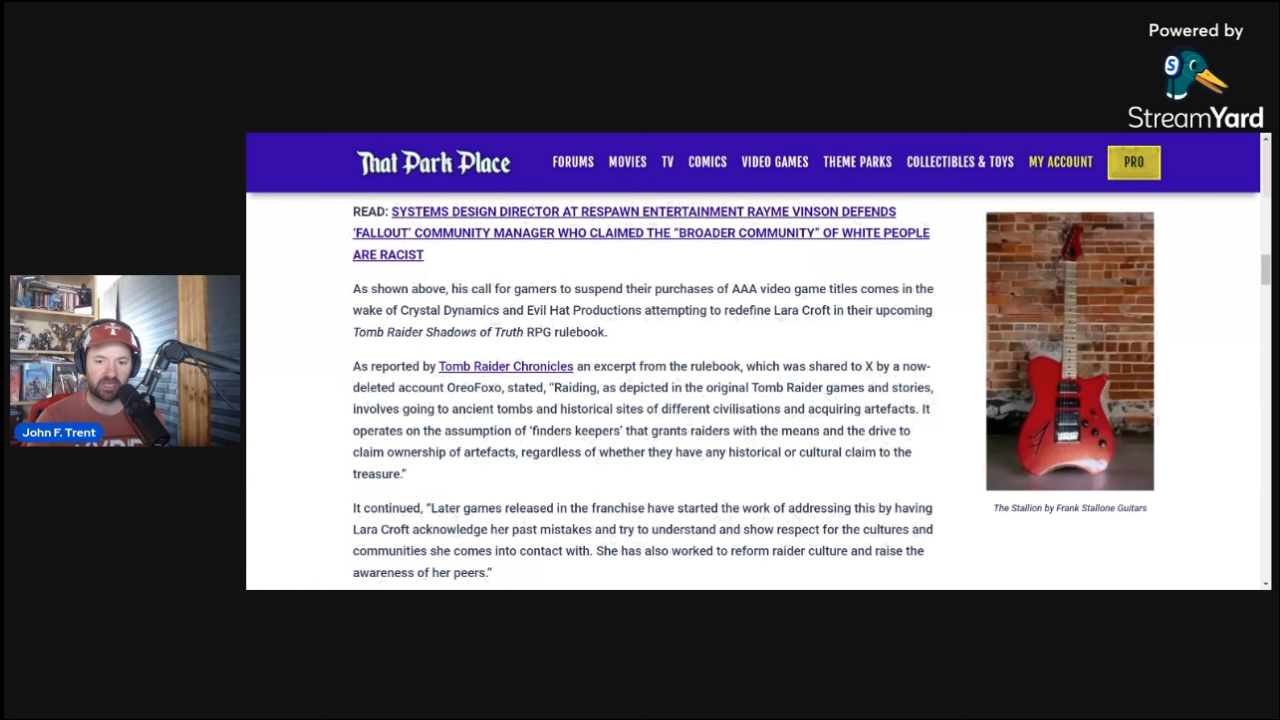 Powered by
S
StreamYard
That Park Place
FORUMS MOVIES TV COMICS VIDEO GAMES THEME PARKS COLLECTIBLES & TOYS MY ACCOUNT PRO
READ: SYSTEMS DESIGN DIRECTOR AT RESPAWN ENTERTAINMENT RAYME VINSON DEFENDS
‘FALLOUT’ COMMUNITY MANAGER WHO CLAIMED THE “BROADER COMMUNITY” OF WHITE PEOPLE
ARE RACIST
As shown above, his call for gamers to suspend their purchases of AAA video game titles comes in the
wake of Crystal Dynamics and Evil Hat Productions attempting to redefine Lara Croft in their upcoming
Tomb Raider Shadows of Truth RPG rulebook.
As reported by Tomb Raider Chronicles an excerpt from the rulebook, which was shared to X by a now-
deleted account OreoFoxo, stated, “Raiding, as depicted in the original Tomb Raider games and stories,
involves going to ancient tombs and historical sites of different civilisations and acquiring artefacts. It
operates on the assumption of ‘finders keepers’ that grants raiders with the means and the drive to
claim ownership of artefacts, regardless of whether they have any historical or cultural claim to the
treasure.”
It continued, “Later games released in the franchise have started the work of addressing this by having
Lara Croft acknowledge her past mistakes and try to understand and show respect for the cultures and
communities she comes into contact with. She has also worked to reform raider culture and raise the
awareness of her peers.”
The Stallion by Frank Stallone Guitars
T
John F. Trent